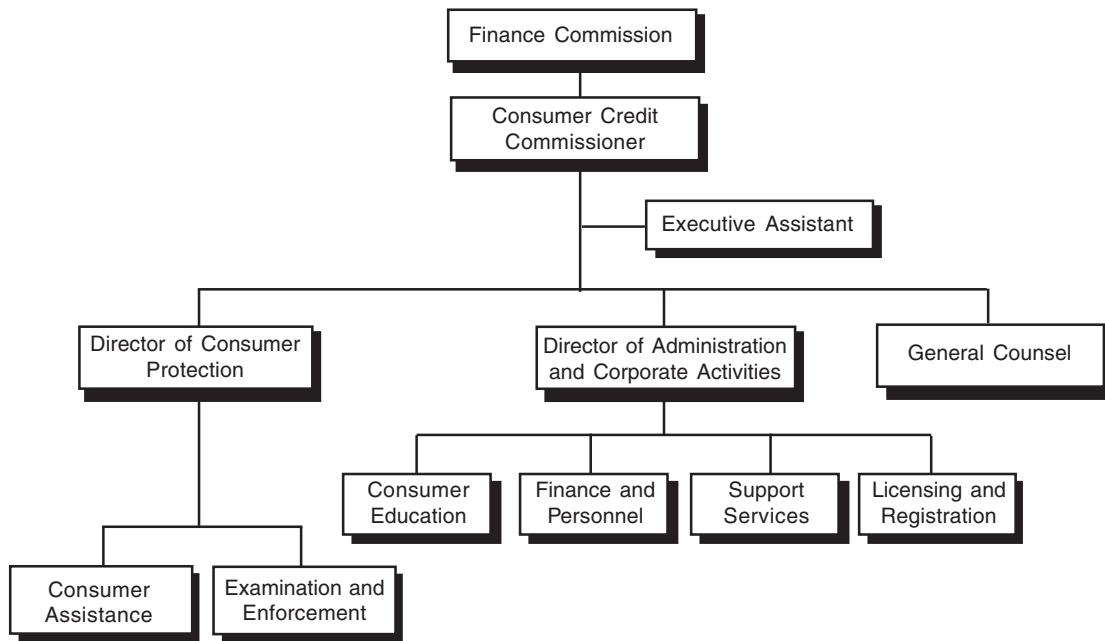 Finance Commission
Consumer Credit
Commissioner
Executive Assistant
Director of Consumer
Protection
Director of Administration
and Corporate Activities
General Counsel
Consumer
Education
Finance and
Personnel
Support
Services
Licensing and
Registration
Consumer
Assistance
Examination and
Enforcement